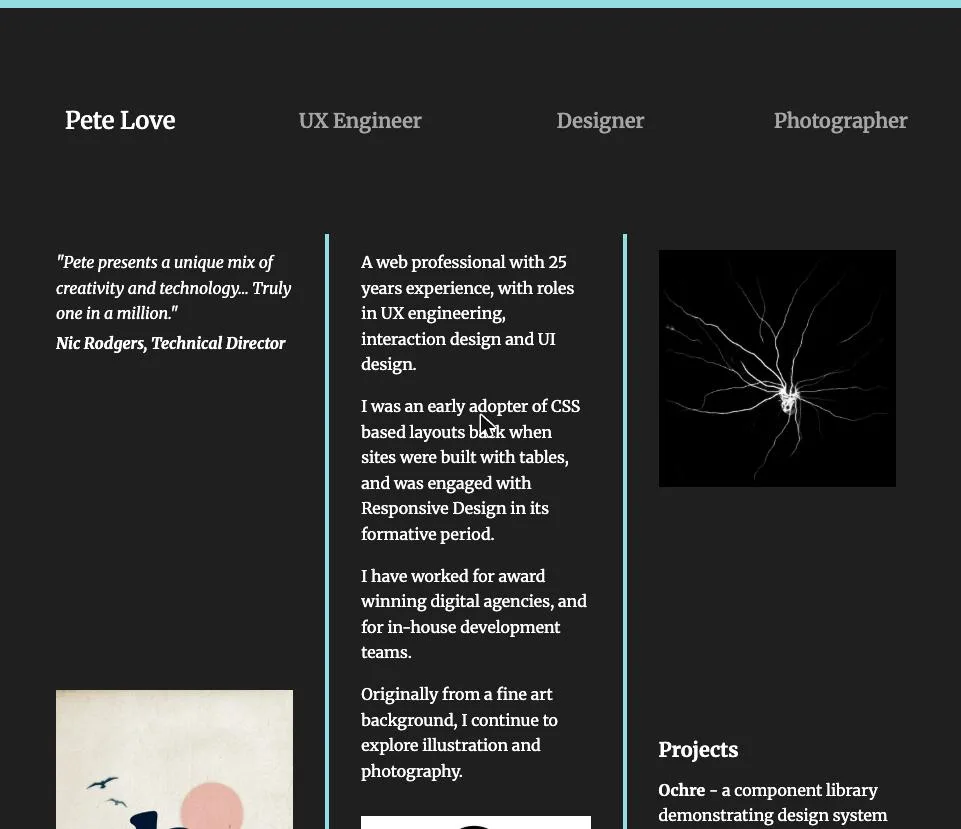 Pete Love
UX Engineer
Designer
Photographer
"Pete presents a unique mix of
creativity and technology... Truly
one in a million."
Nic Rodgers, Technical Director
A web professional with 25
years experience, with roles
in UX engineering,
interaction design and UI
design.
I was an early adopter of CSS
based layouts back when
sites were built with tables,
and was engaged with
Responsive Design in its
formative period.
I have worked for award
winning digital agencies, and
for in-house development
teams.
Originally from a fine art
background, I continue to
explore illustration and
photography.
Projects
Ochre - a component library
demonstrating design system